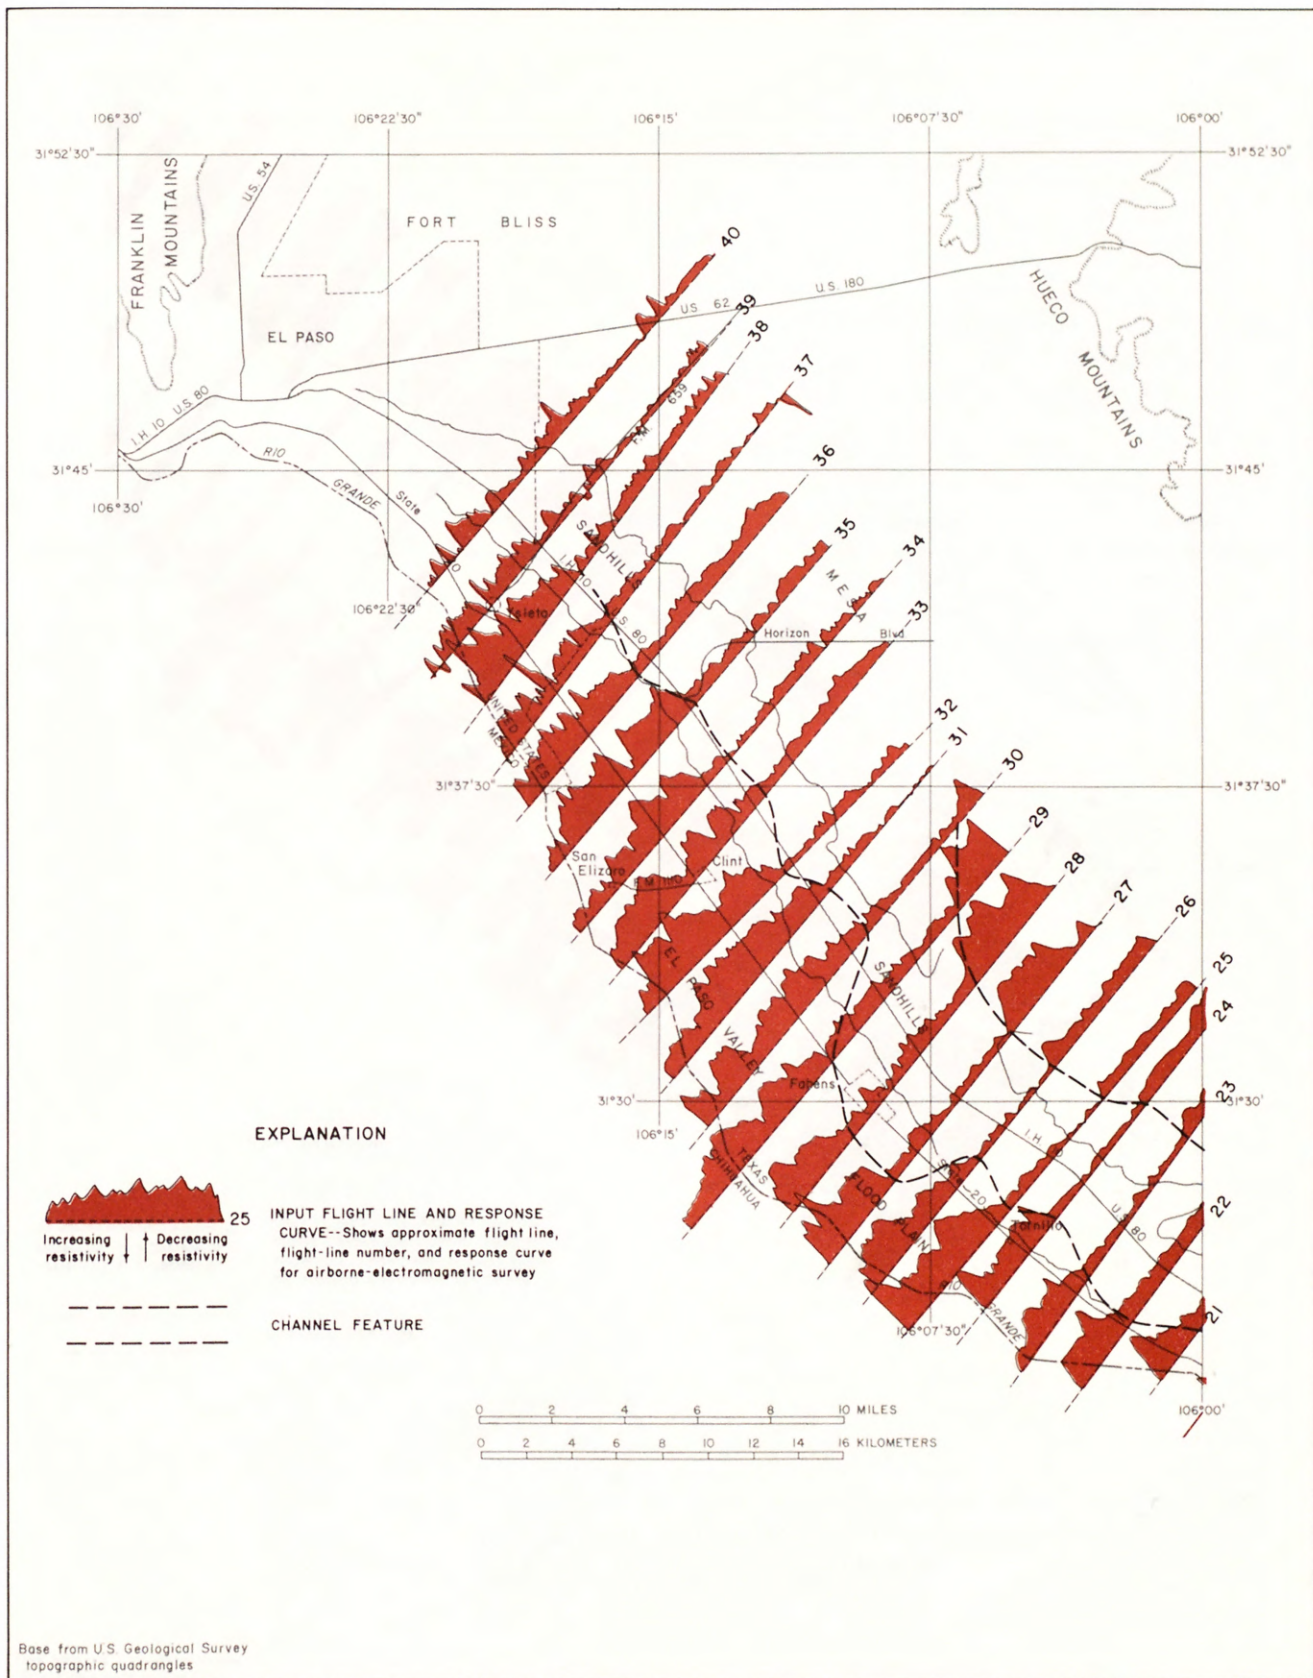 106°30' 106°22'30" 106°15' 106°07'30" 106°00'
31°52'30" 31°52'30"
FRANKLIN
MOUNTAINS
U.S. 54
FORT BLISS
EL PASO
HUECO
MOUNTAINS
U.S. 62 U.S. 180
I.H. 10 U.S. 80
RIO
GRANDE
State
20
31°45' 31°45'
106°30'
106°22'30"
40
39
38
37
36
35
34
33
32
31
30
29
28
27
26
25
24
23
22
21
F.M. 659
SANDHILLS
I.H. 10
U.S. 80
MESA
Horizon Blvd
Ysleta
UNITED STATES
MEXICO
31°37'30" 31°37'30"
San
Elizaro
F.M. 1110
Clint
EL PASO VALLEY
SANDHILLS
Fabens
31°30' 31°30'
106°15'
TEXAS
CHIHUAHUA
FLOOD PLAIN
State 20
I.H. 10
U.S. 80
Tornillo
RIO GRANDE
106°07'30"
106°00'
EXPLANATION
25
Increasing
resistivity
Decreasing
resistivity
INPUT FLIGHT LINE AND RESPONSE
CURVE--Shows approximate flight line,
flight-line number, and response curve
for airborne-electromagnetic survey
CHANNEL FEATURE
0 2 4 6 8 10 MILES
0 2 4 6 8 10 12 14 16 KILOMETERS
Base from U.S. Geological Survey
topographic quadrangles